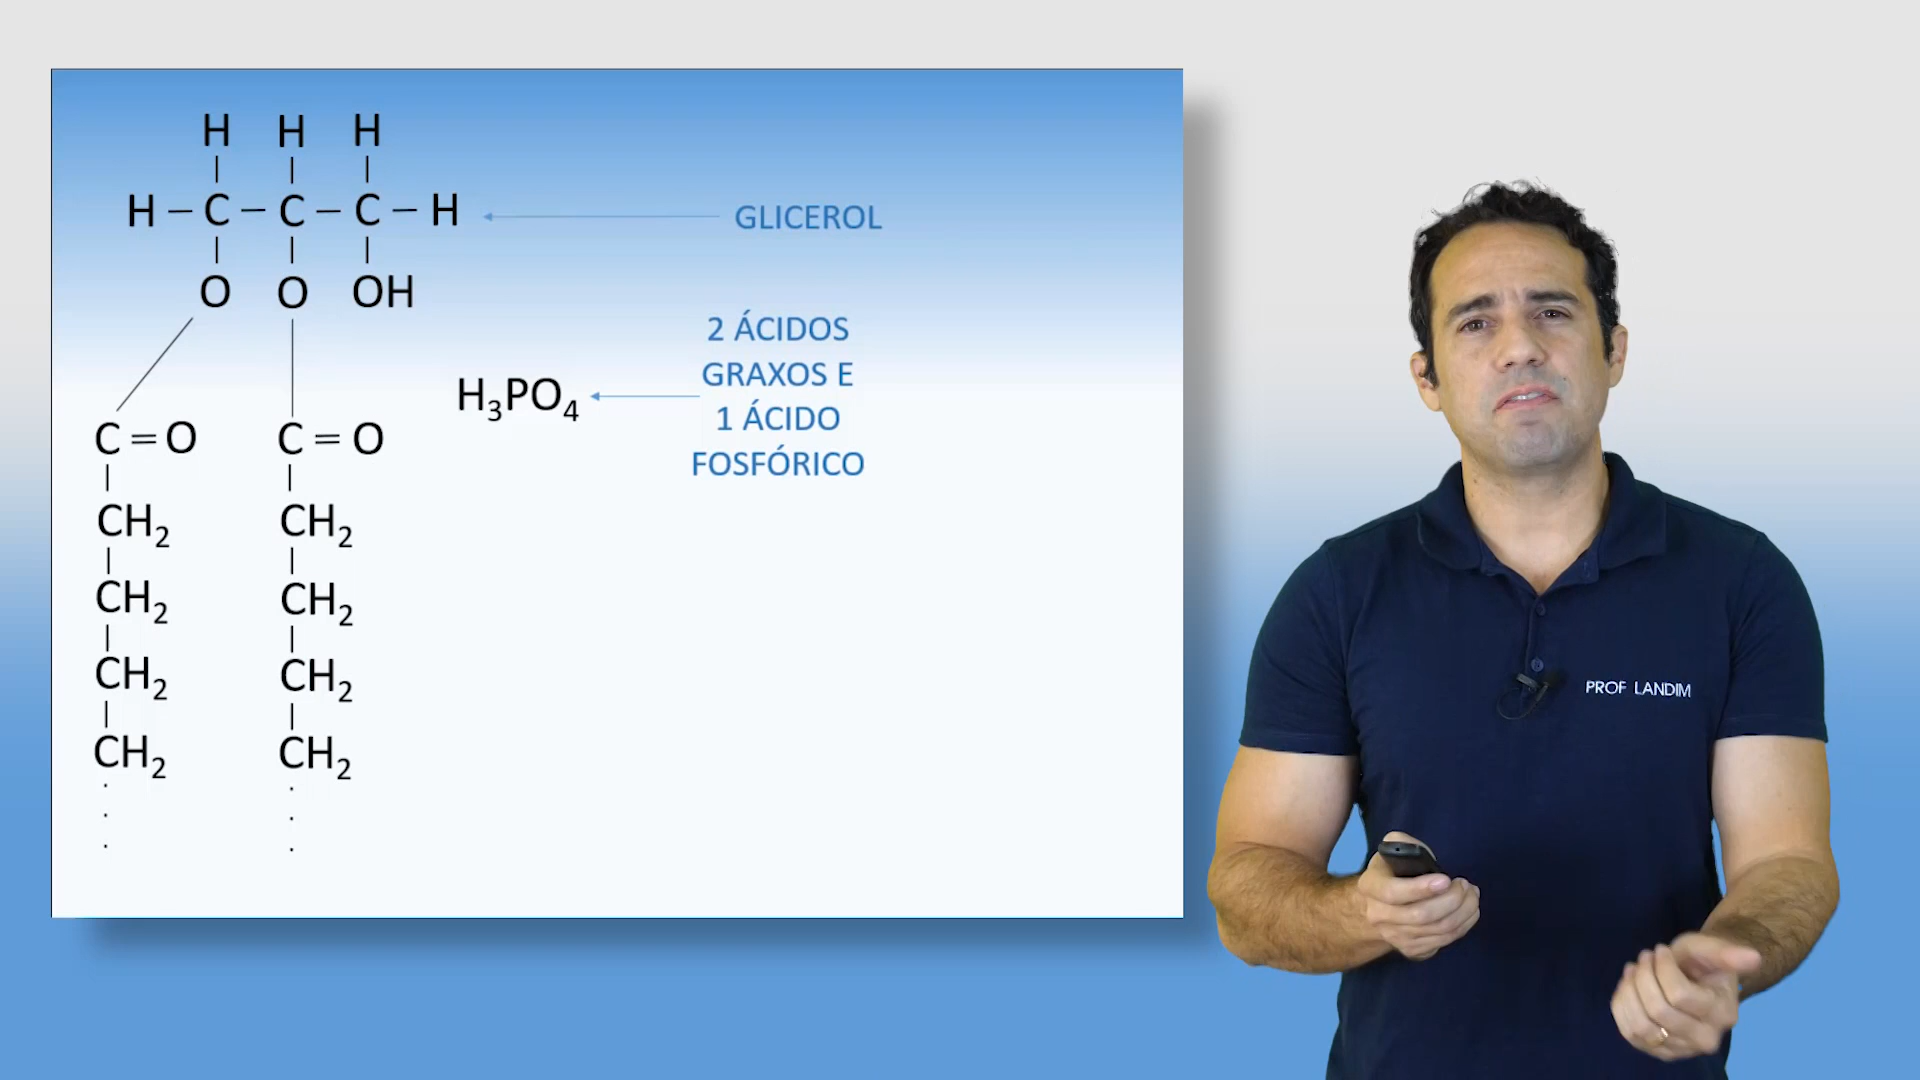 H H H
H – C – C – C – H
GLICEROL
O O OH
2 ÁCIDOS
GRAXOS E
1 ÁCIDO
FOSFÓRICO
H₃PO₄
C = O C = O
CH₂ CH₂
CH₂ CH₂
CH₂ CH₂
CH₂ CH₂
PROF LANDIM